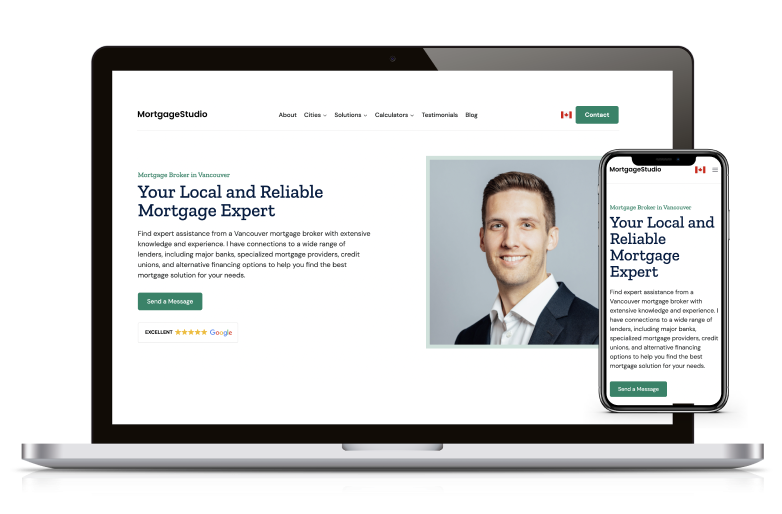 MortgageStudio
About Cities Solutions Calculators Testimonials Blog
Contact
Mortgage Broker in Vancouver
Your Local and Reliable
Mortgage Expert
Find expert assistance from a Vancouver mortgage broker with extensive
knowledge and experience. I have connections to a wide range of
lenders, including major banks, specialized mortgage providers, credit
unions, and alternative financing options to help you find the best
mortgage solution for your needs.
Send a Message
EXCELLENT Google
MortgageStudio
Mortgage Broker in Vancouver
Your Local and
Reliable
Mortgage
Expert
Find expert assistance from a
Vancouver mortgage broker with
extensive knowledge and experience. I
have connections to a wide range of
lenders, including major banks,
specialized mortgage providers, credit
unions, and alternative financing
options to help you find the best
mortgage solution for your needs.
Send a Message